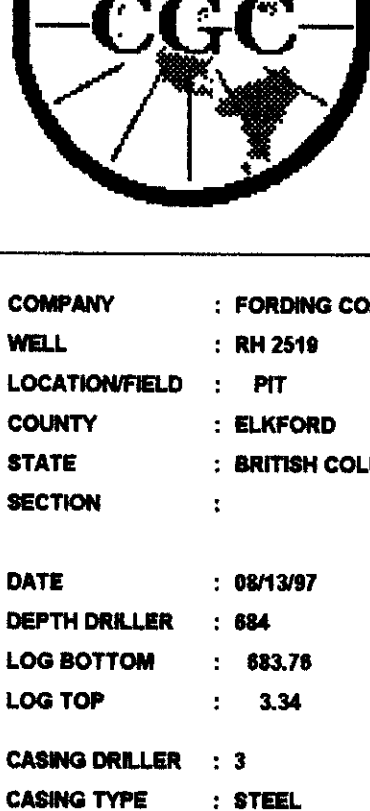 CGC
COMPANY : FORDING CO
WELL : RH 2519
LOCATION/FIELD : PIT
COUNTY : ELKFORD
STATE : BRITISH COL
SECTION :
DATE : 08/13/97
DEPTH DRILLER : 684
LOG BOTTOM : 683.76
LOG TOP : 3.34
CASING DRILLER : 3
CASING TYPE : STEEL